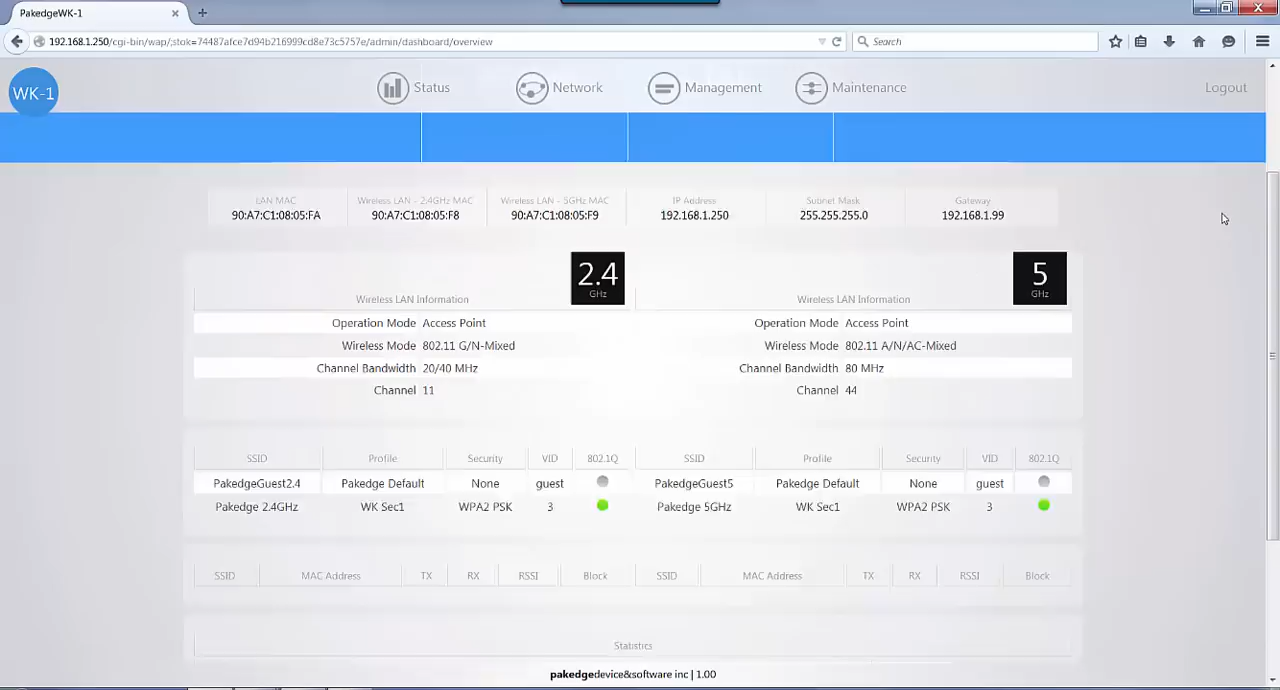 PakedgeWK-1
192.168.1.250/cgi-bin/wap/;stok=74487afce7d94b216999cd8e73c5757e/admin/dashboard/overview
Search
WK-1
Status Network Management Maintenance Logout
LAN MAC Wireless LAN - 2.4GHz MAC Wireless LAN - 5GHz MAC IP Address Subnet Mask Gateway
90:A7:C1:08:05:FA 90:A7:C1:08:05:F8 90:A7:C1:08:05:F9 192.168.1.250 255.255.255.0 192.168.1.99
2.4 GHz 5 GHz
Wireless LAN Information Wireless LAN Information
Operation Mode Access Point Operation Mode Access Point
Wireless Mode 802.11 G/N-Mixed Wireless Mode 802.11 A/N/AC-Mixed
Channel Bandwidth 20/40 MHz Channel Bandwidth 80 MHz
Channel 11 Channel 44
SSID Profile Security VID 802.1Q SSID Profile Security VID 802.1Q
PakedgeGuest2.4 Pakedge Default None guest PakedgeGuest5 Pakedge Default None guest
Pakedge 2.4GHz WK Sec1 WPA2 PSK 3 Pakedge 5GHz WK Sec1 WPA2 PSK 3
SSID MAC Address TX RX RSSI Block SSID MAC Address TX RX RSSI Block
Statistics
pakedgedevice&software inc | 1.00